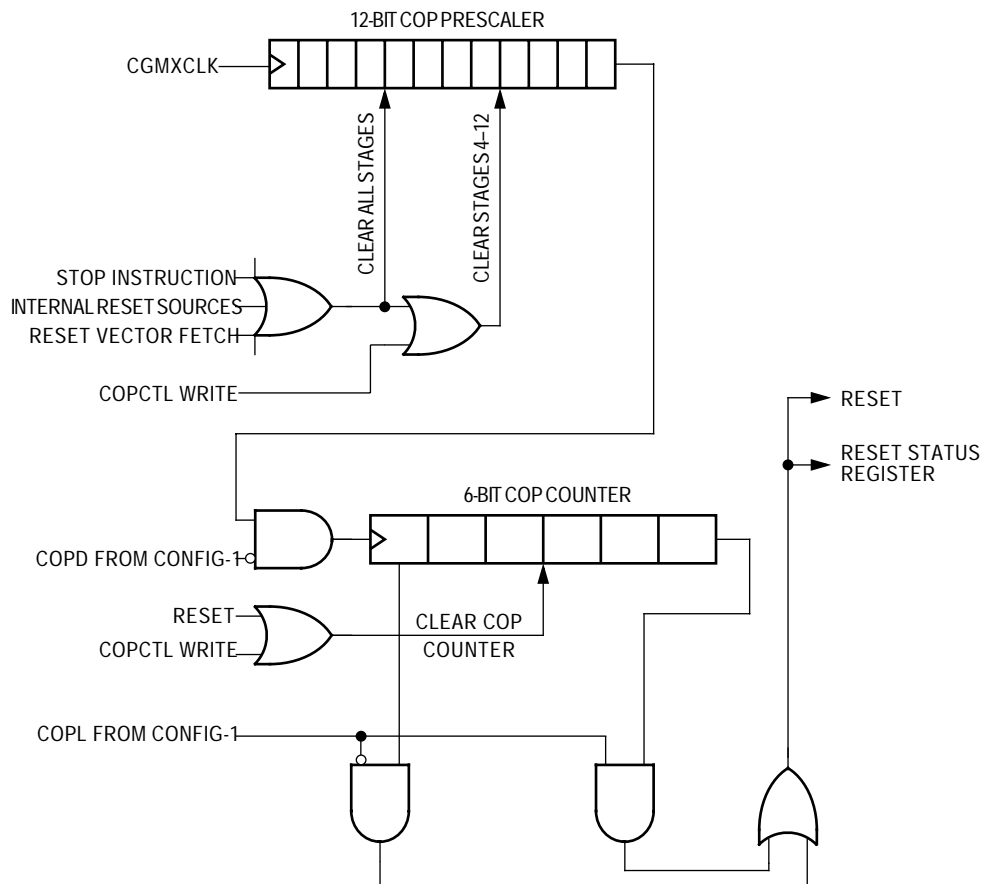 12-BIT COP PRESCALER
CGMXCLK
CLEAR ALL STAGES
CLEAR STAGES 4–12
STOP INSTRUCTION
INTERNAL RESET SOURCES
RESET VECTOR FETCH
COPCTL WRITE
RESET
RESET STATUS
REGISTER
6-BIT COP COUNTER
COPD FROM CONFIG-1
RESET
COPCTL WRITE
CLEAR COP
COUNTER
COPL FROM CONFIG-1